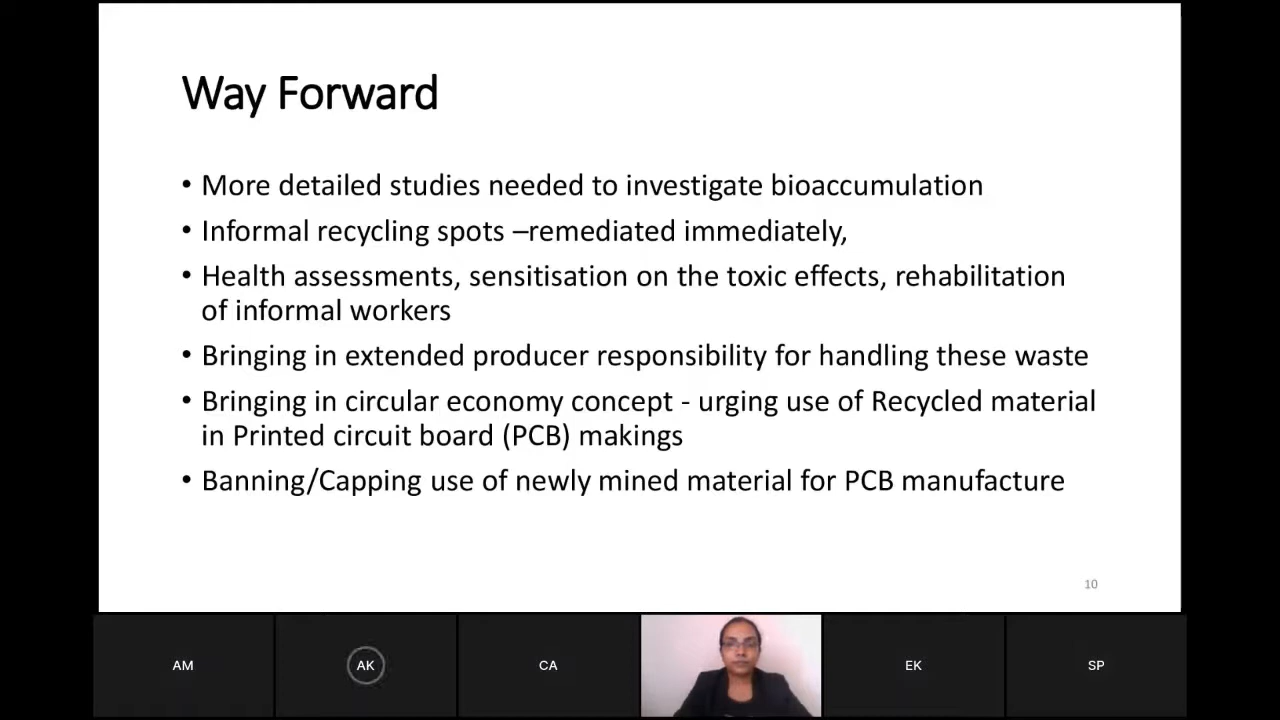 Way Forward
• More detailed studies needed to investigate bioaccumulation
• Informal recycling spots –remediated immediately,
• Health assessments, sensitisation on the toxic effects, rehabilitation
of informal workers
• Bringing in extended producer responsibility for handling these waste
• Bringing in circular economy concept - urging use of Recycled material
in Printed circuit board (PCB) makings
• Banning/Capping use of newly mined material for PCB manufacture
10
AM AK CA EK SP